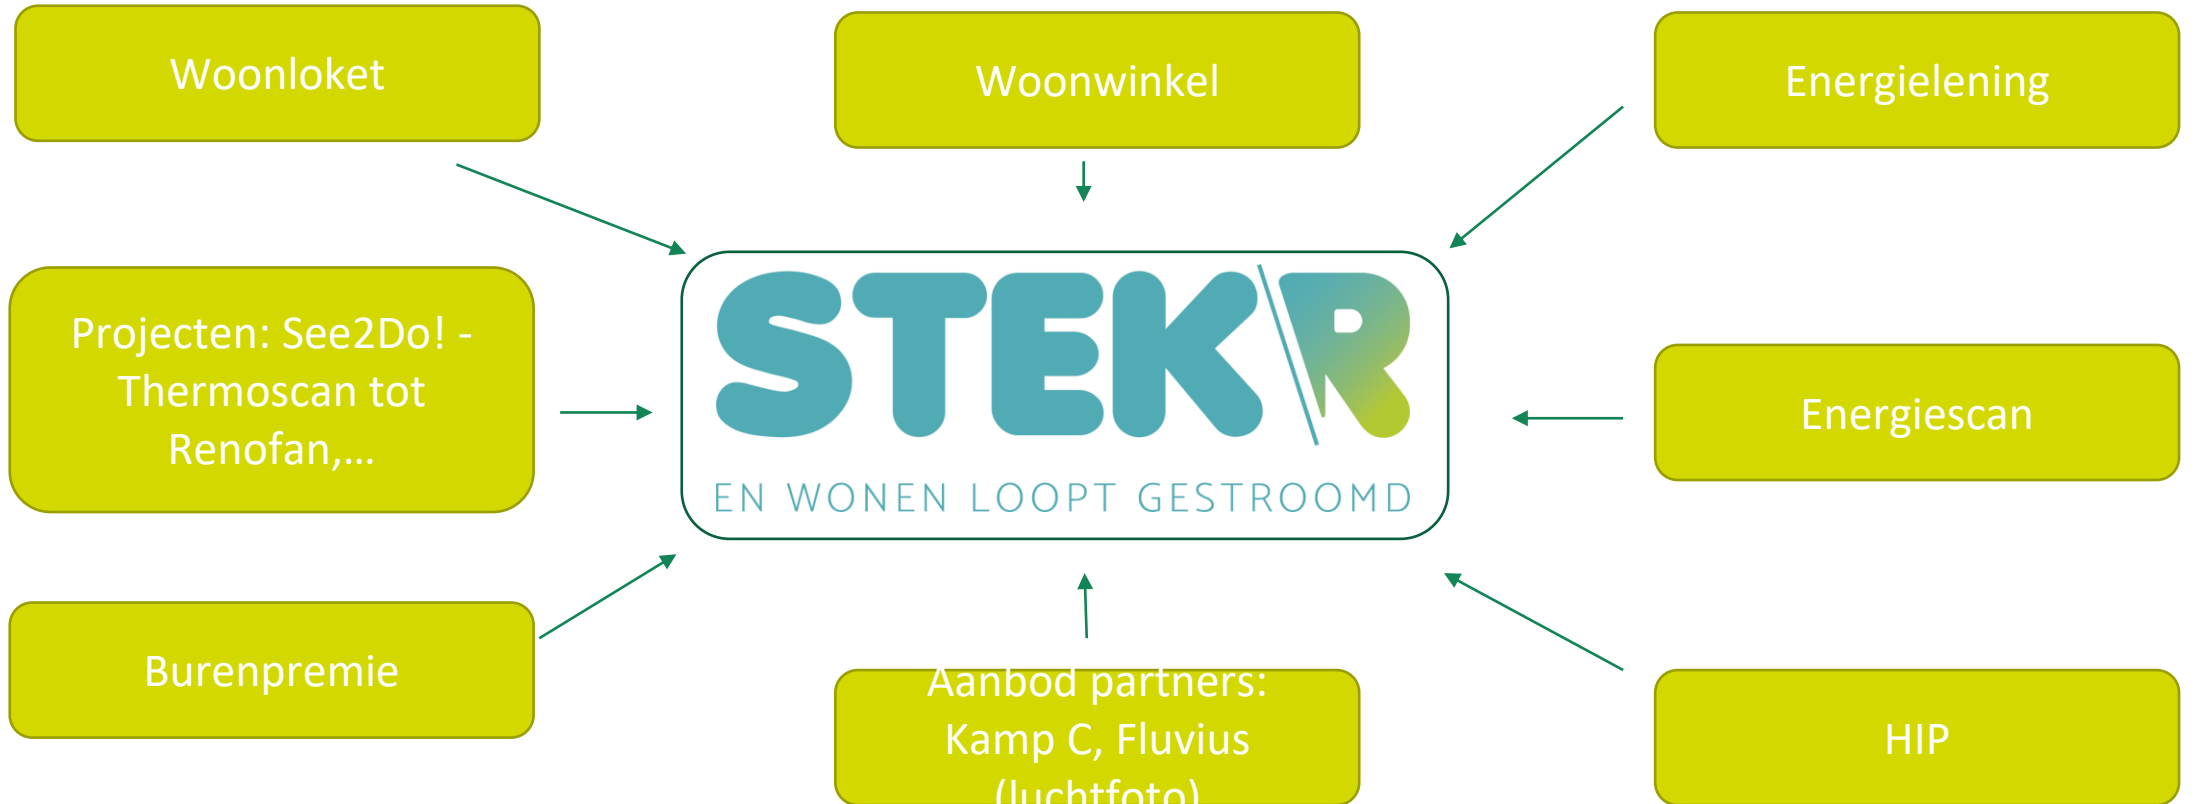 Woonloket
Woonwinkel
Energielening
Projecten: See2Do! -
Thermoscan tot
Renofan,...
STEK\R
EN WONEN LOOPT GESTROOMD
Energiescan
Burenpremie
Aanbod partners:
Kamp C, Fluvius
(luchtfoto)
HIP